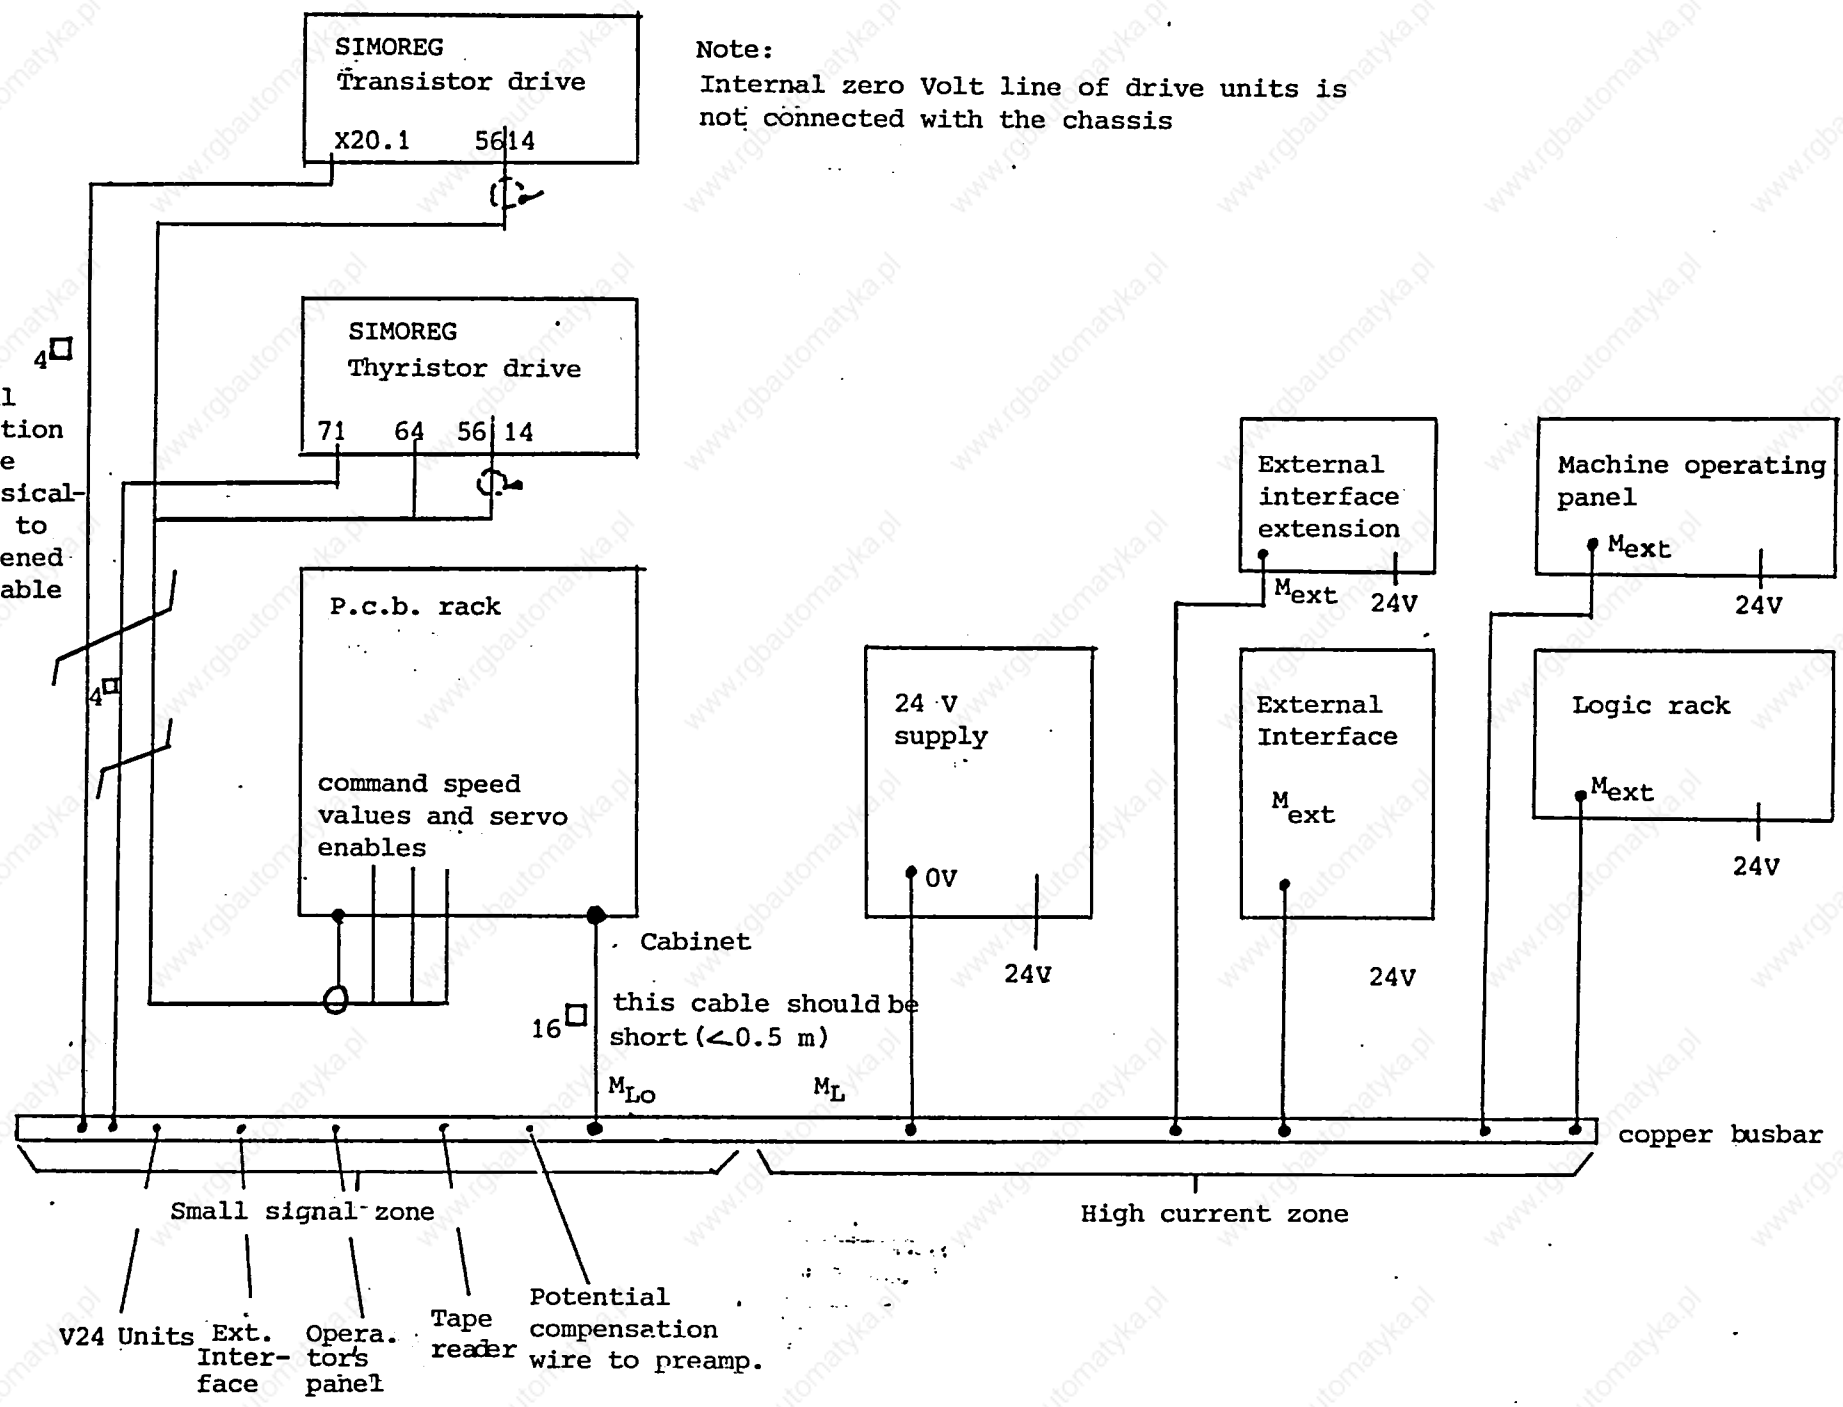 SIMOREG
Transistor drive
X20.1 56 14
Note:
Internal zero Volt line of drive units is
not connected with the chassis
SIMOREG
Thyristor drive
71 64 56 14
4
l
tion
e
sical-
to
ened
able
4
P.c.b. rack
command speed
values and servo
enables
Cabinet
16
this cable should be
short (<0.5 m)
MLo
ML
24 V
supply
0V
24V
External
interface
extension
Mext
24V
Machine operating
panel
Mext
24V
External
Interface
Mext
24V
Logic rack
Mext
24V
copper busbar
Small signal zone
High current zone
V24 Units
Ext.
Inter-
face
Opera.
tor's
panel
Tape
reader
Potential
compensation
wire to preamp.
www.rgbautomatyka.pl